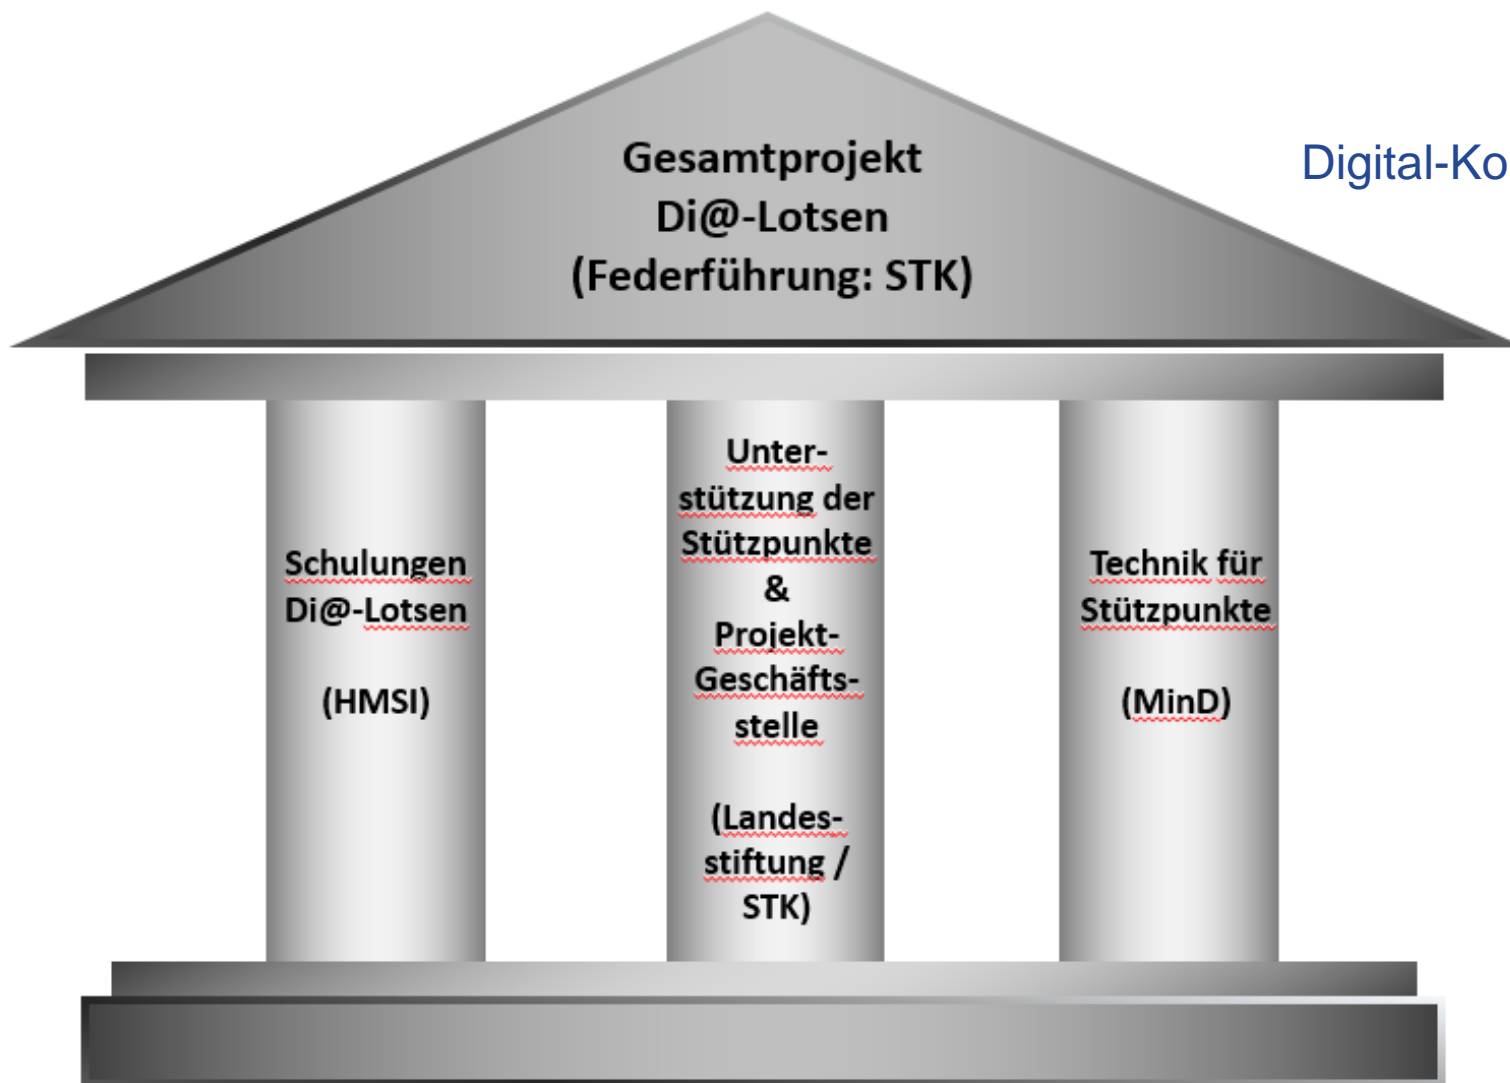 Gesamtprojekt
Di@-Lotsen
(Federführung: STK)
Digital-Ko
Schulungen
Di@-Lotsen
(HMSI)
Unter-
stützung der
Stützpunkte
&
Projekt-
Geschäfts-
stelle
(Landes-
stiftung /
STK)
Technik für
Stützpunkte
(MinD)